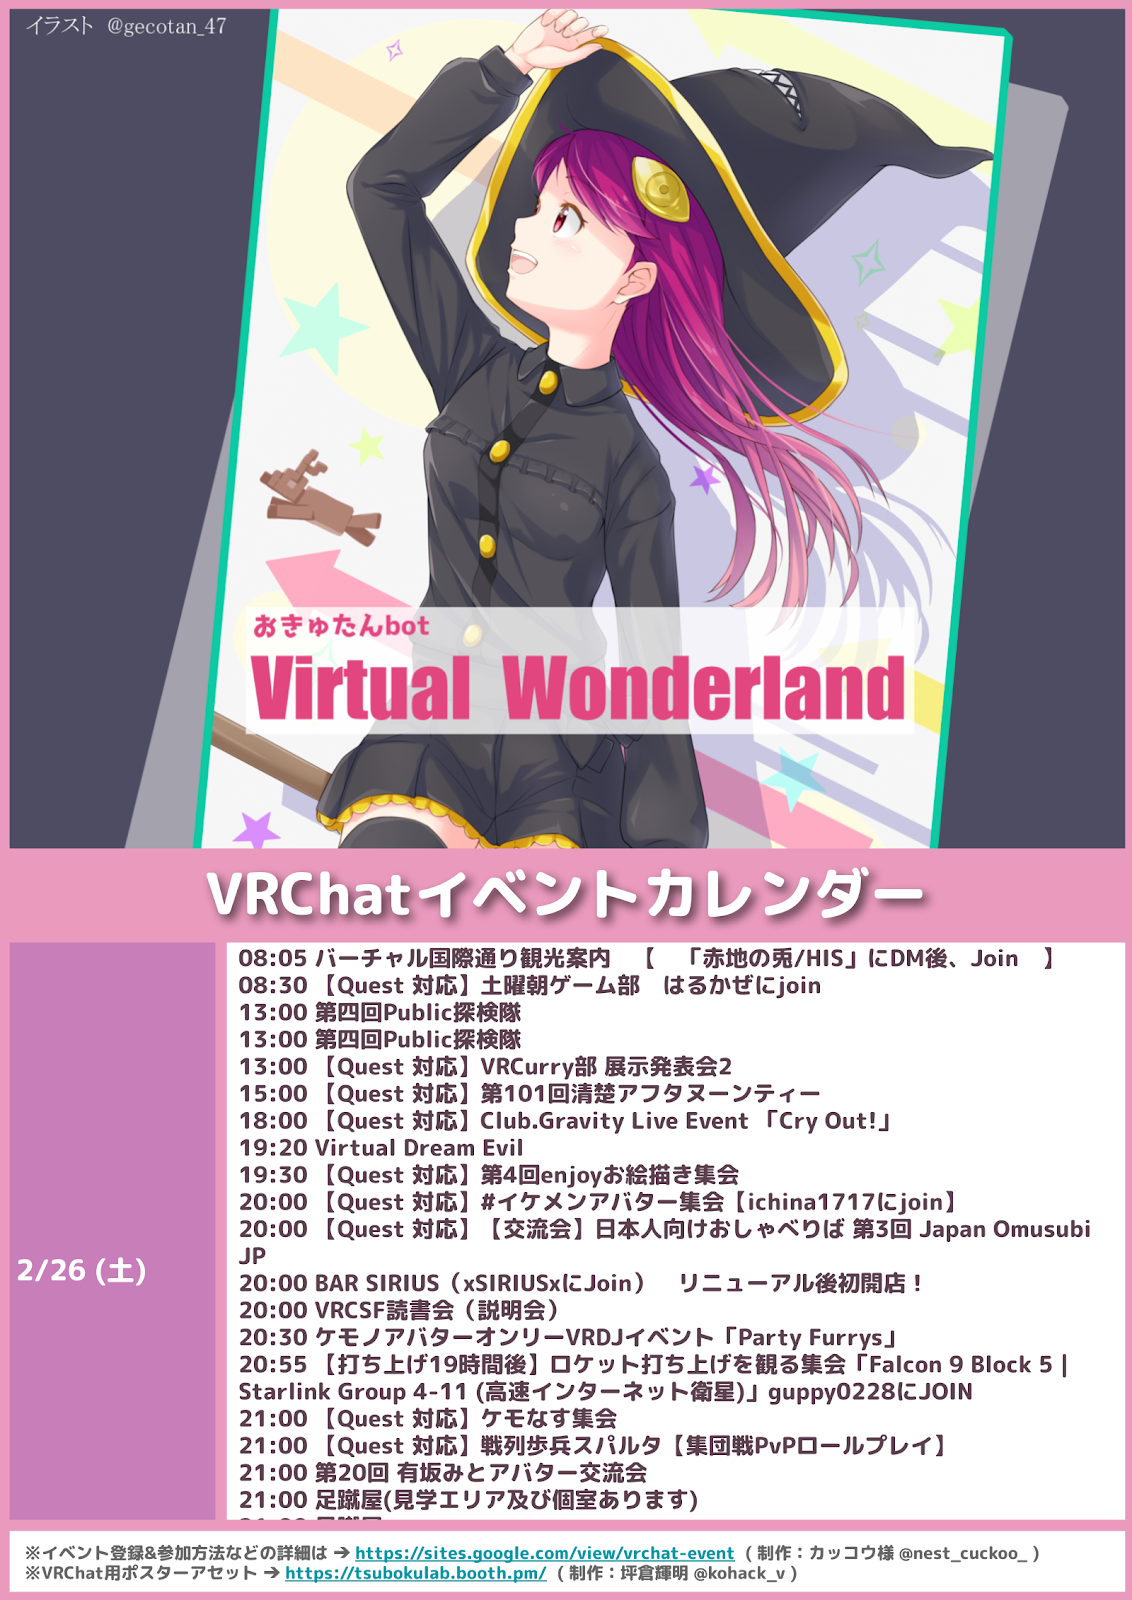 イラスト @gecotan_47
おきゅたんbot
Virtual Wonderland
VRChatイベントカレンダー
2/26 (土)
08:05 バーチャル国際通り観光案内　【　「赤地の兎/HIS」にDM後、Join　】
08:30 【Quest 対応】土曜朝ゲーム部　はるかぜにjoin
13:00 第四回Public探検隊
13:00 第四回Public探検隊
13:00 【Quest 対応】VRCurry部 展示発表会2
15:00 【Quest 対応】第101回清楚アフタヌーンティー
18:00 【Quest 対応】Club.Gravity Live Event 「Cry Out!」
19:20 Virtual Dream Evil
19:30 【Quest 対応】第4回enjoyお絵描き集会
20:00 【Quest 対応】#イケメンアバター集会【ichina1717にjoin】
20:00 【Quest 対応】【交流会】日本人向けおしゃべりば 第3回 Japan Omusubi
JP
20:00 BAR SIRIUS（xSIRIUSxにJoin）　リニューアル後初開店！
20:00 VRCSF読書会（説明会）
20:30 ケモノアバターオンリーVRDJイベント「Party Furrys」
20:55 【打ち上げ19時間後】ロケット打ち上げを観る集会「Falcon 9 Block 5 |
Starlink Group 4-11 (高速インターネット衛星)」guppy0228にJOIN
21:00 【Quest 対応】ケモなす集会
21:00 【Quest 対応】戦列歩兵スパルタ【集団戦PvPロールプレイ】
21:00 第20回 有坂みとアバター交流会
21:00 足蹴屋(見学エリア及び個室あります)
※イベント登録&参加方法などの詳細は → https://sites.google.com/view/vrchat-event （ 制作：カッコウ様 @nest_cuckoo_ ）
※VRChat用ポスターアセット → https://tsubokulab.booth.pm/ （ 制作：坪倉輝明 @kohack_v ）